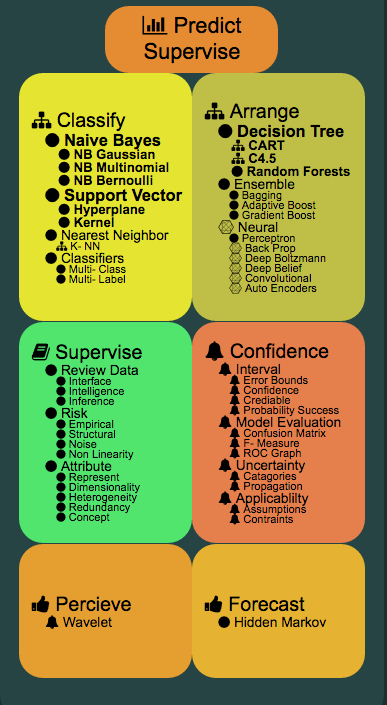 Predict
Supervise
Classify
Naive Bayes
NB Gaussian
NB Multinomial
NB Bernoulli
Support Vector
Hyperplane
Kernel
Nearest Neighbor
K- NN
Classifiers
Multi- Class
Multi- Label
Arrange
Decision Tree
CART
C4.5
Random Forests
Ensemble
Bagging
Adaptive Boost
Gradient Boost
Neural
Perceptron
Back Prop
Deep Boltzmann
Deep Belief
Convolutional
Auto Encoders
Supervise
Review Data
Interface
Intelligence
Inference
Risk
Empirical
Structural
Noise
Non Linearity
Attribute
Represent
Dimensionality
Heterogeneity
Redundancy
Concept
Confidence
Interval
Error Bounds
Confidence
Crediable
Probability Success
Model Evaluation
Confusion Matrix
F- Measure
ROC Graph
Uncertainty
Catagories
Propagation
Applicablilty
Assumptions
Contraints
Percieve
Wavelet
Forecast
Hidden Markov